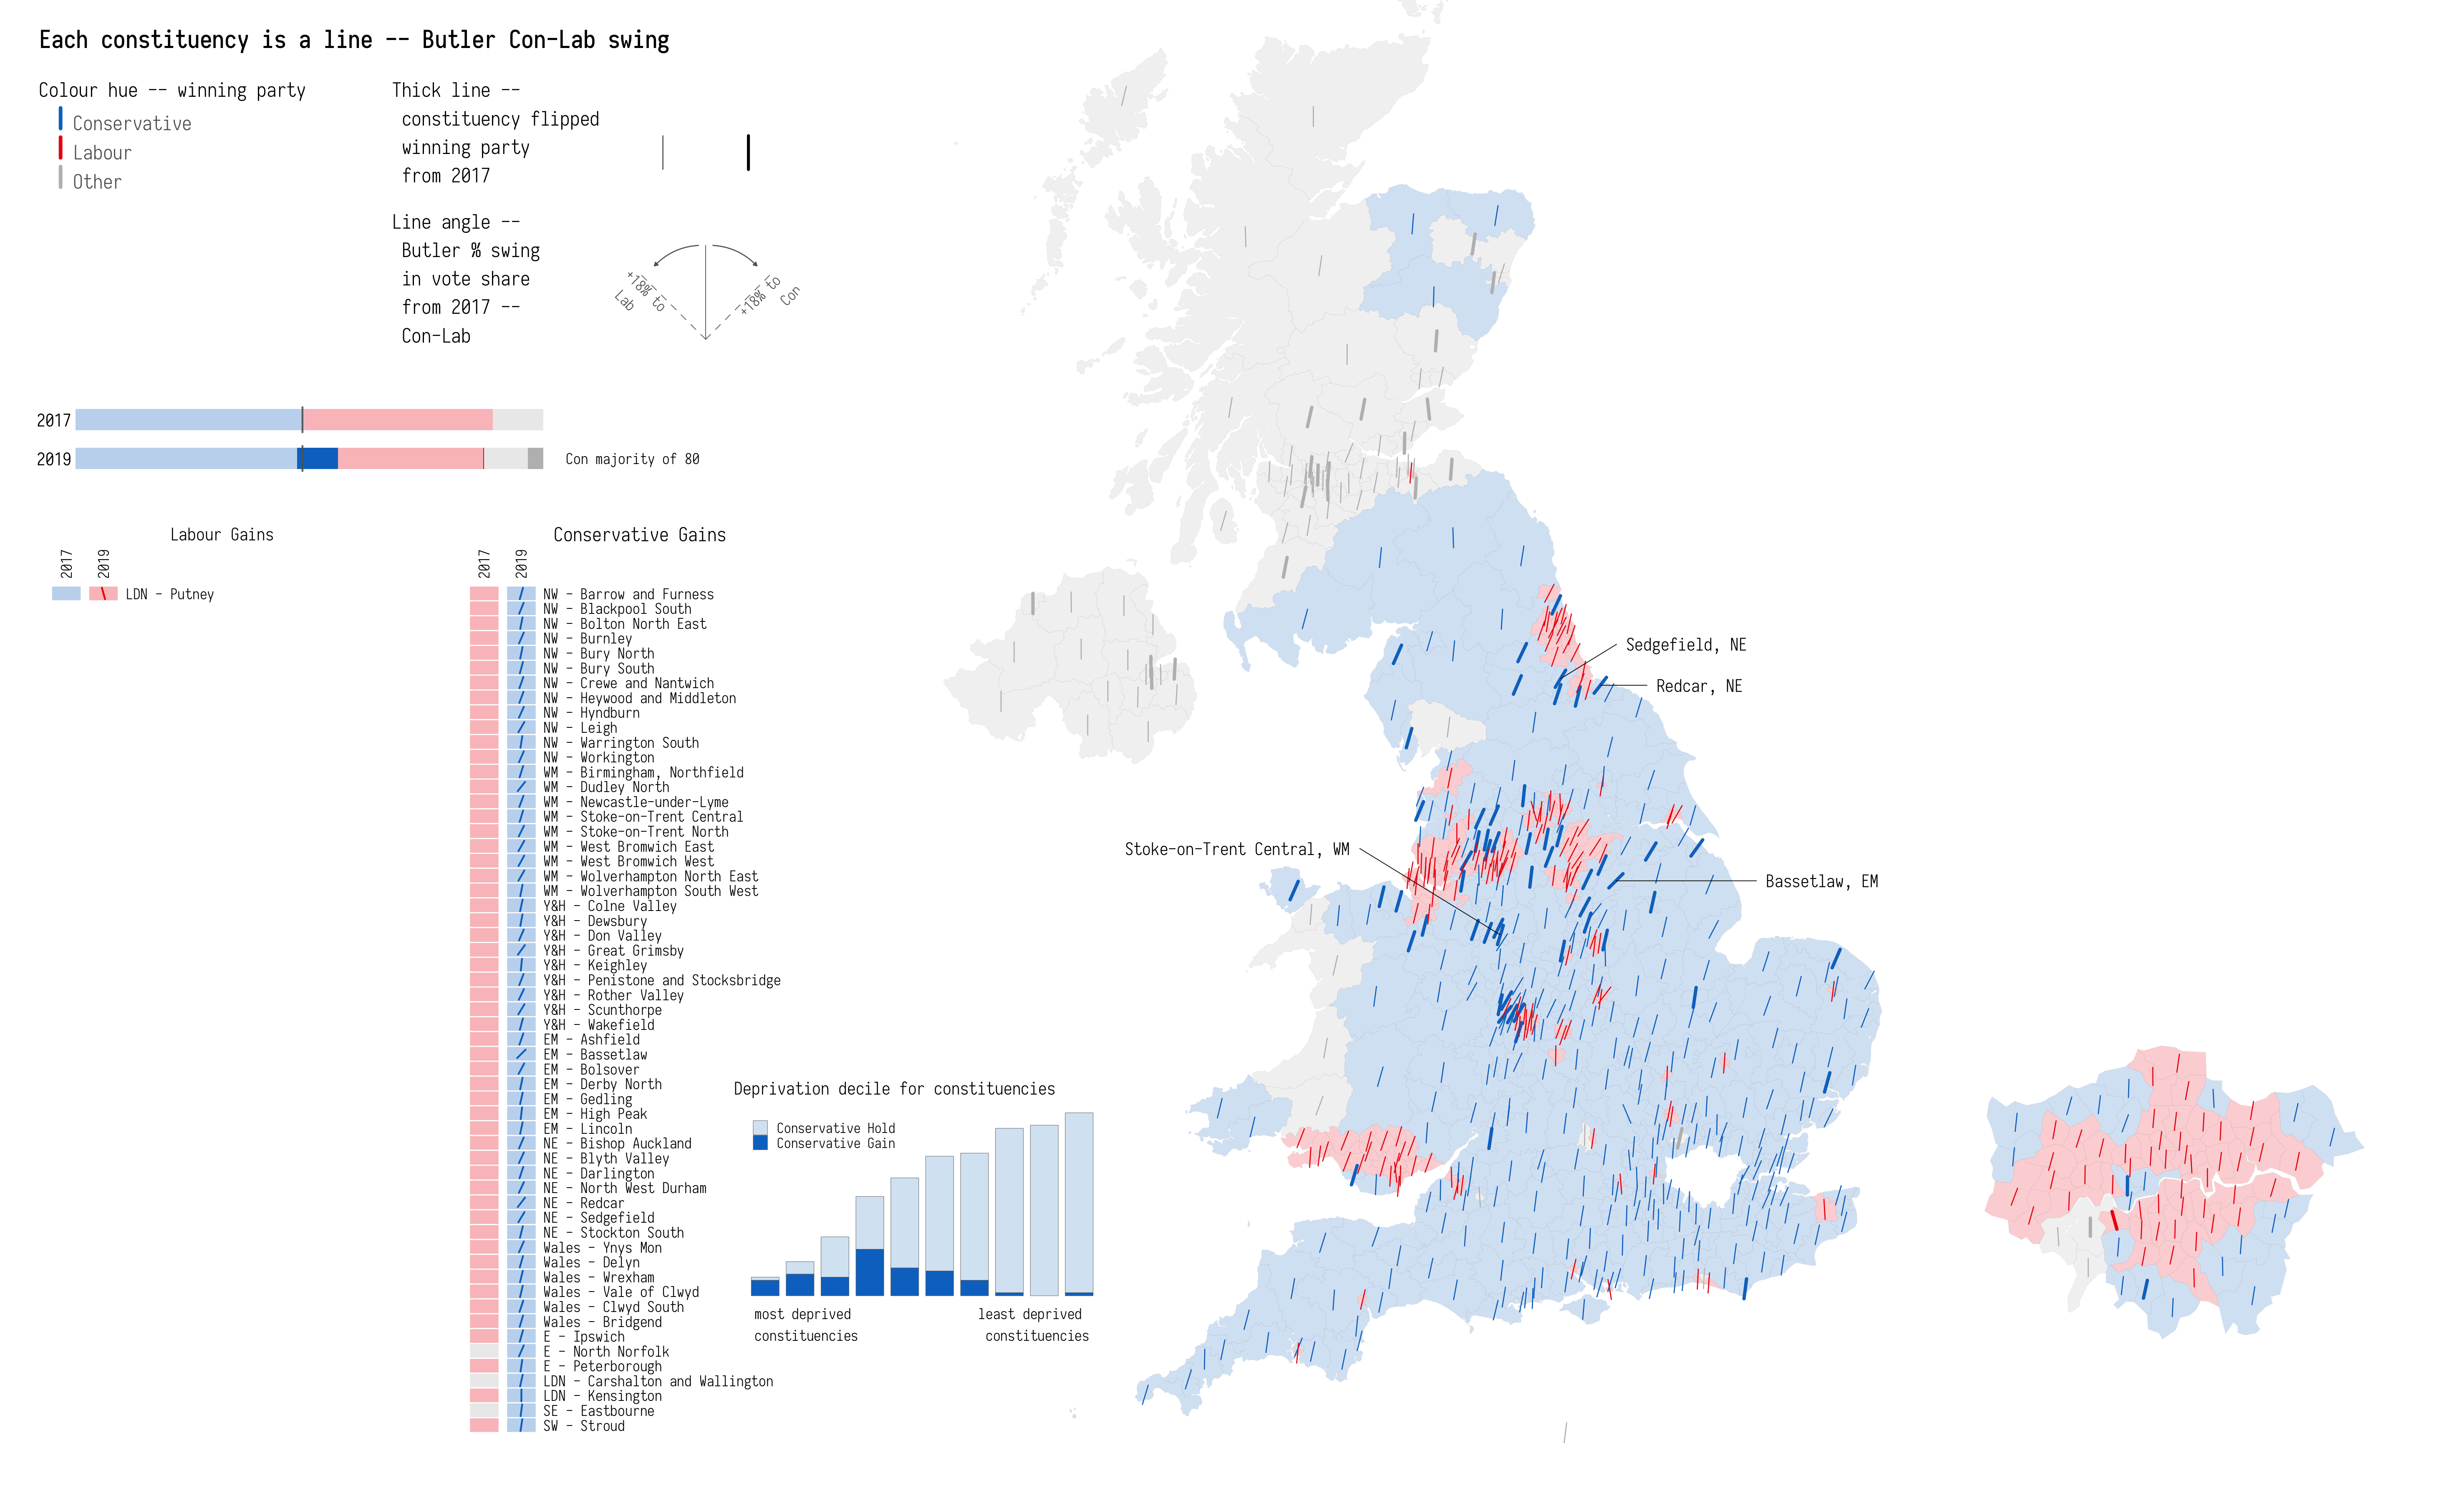 Each constituency is a line -- Butler Con-Lab swing
Colour hue -- winning party
Conservative
Labour
Other
Thick line --
constituency flipped
winning party
from 2017
Line angle --
Butler % swing
in vote share
from 2017 --
Con-Lab
+18% to
Lab
+18% to
Con
2017
2019
Con majority of 80
Labour Gains
2017
2019
LDN - Putney
Conservative Gains
2017
2019
NW - Barrow and Furness
NW - Blackpool South
NW - Bolton North East
NW - Burnley
NW - Bury North
NW - Bury South
NW - Crewe and Nantwich
NW - Heywood and Middleton
NW - Hyndburn
NW - Leigh
NW - Warrington South
NW - Workington
WM - Birmingham, Northfield
WM - Dudley North
WM - Newcastle-under-Lyme
WM - Stoke-on-Trent Central
WM - Stoke-on-Trent North
WM - West Bromwich East
WM - West Bromwich West
WM - Wolverhampton North East
WM - Wolverhampton South West
Y&H - Colne Valley
Y&H - Dewsbury
Y&H - Don Valley
Y&H - Great Grimsby
Y&H - Keighley
Y&H - Penistone and Stocksbridge
Y&H - Rother Valley
Y&H - Scunthorpe
Y&H - Wakefield
EM - Ashfield
EM - Bassetlaw
EM - Bolsover
EM - Derby North
EM - Gedling
EM - High Peak
EM - Lincoln
NE - Bishop Auckland
NE - Blyth Valley
NE - Darlington
NE - North West Durham
NE - Redcar
NE - Sedgefield
NE - Stockton South
Wales - Ynys Mon
Wales - Delyn
Wales - Wrexham
Wales - Vale of Clwyd
Wales - Clwyd South
Wales - Bridgend
E - Ipswich
E - North Norfolk
E - Peterborough
LDN - Carshalton and Wallington
LDN - Kensington
SE - Eastbourne
SW - Stroud
Deprivation decile for constituencies
Conservative Hold
Conservative Gain
most deprived
constituencies
least deprived
constituencies
Sedgefield, NE
Redcar, NE
Stoke-on-Trent Central, WM
Bassetlaw, EM